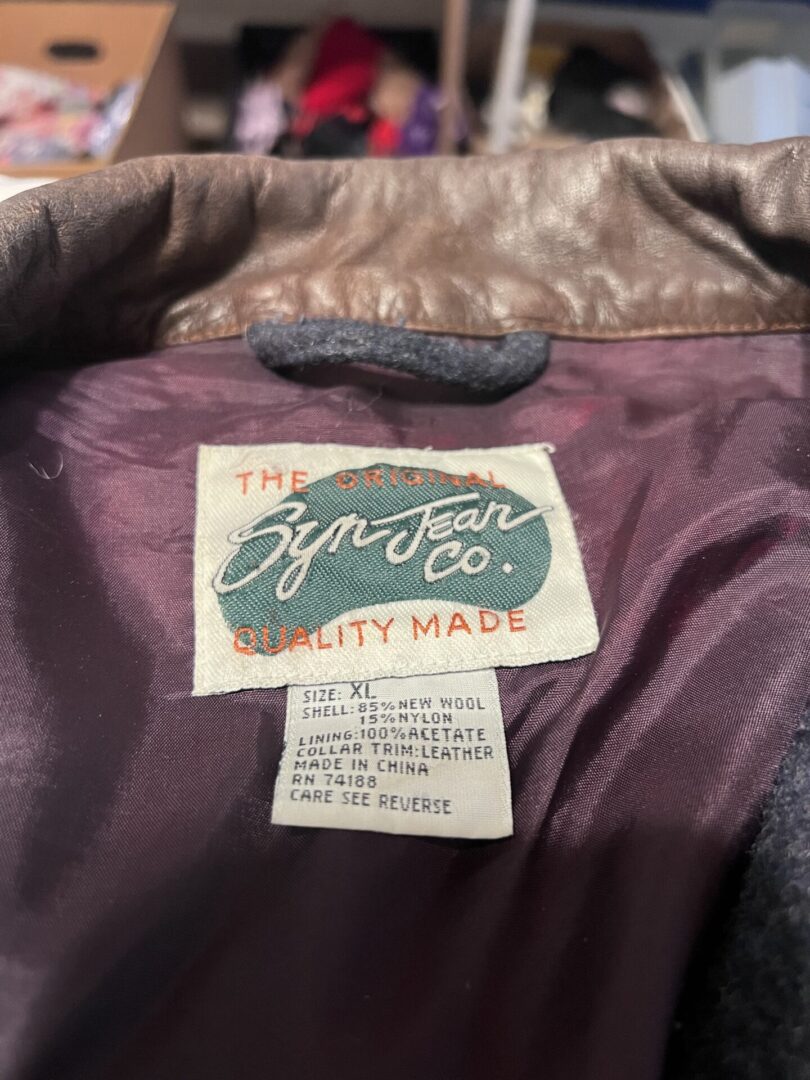 THE ORIGINAL
Syn Jean
Co.
QUALITY MADE
SIZE: XL
SHELL: 85% NEW WOOL
15% NYLON
LINING: 100% ACETATE
COLLAR TRIM: LEATHER
MADE IN CHINA
RN 74188
CARE SEE REVERSE